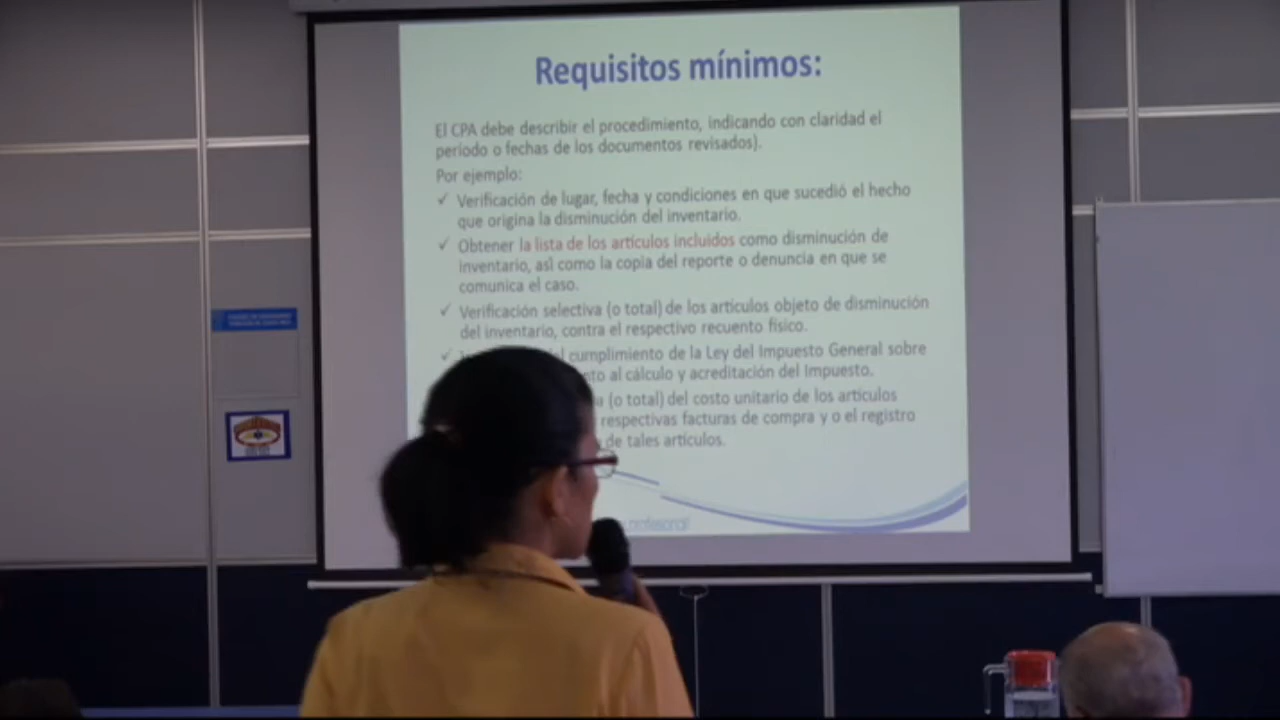 Requisitos mínimos:
El CPA debe describir el procedimiento, indicando con claridad el
período o fechas de los documentos revisados).
Por ejemplo:
✓ Verificación de lugar, fecha y condiciones en que sucedió el hecho
que origina la disminución del inventario.
✓ Obtener la lista de los artículos incluidos como disminución de
inventario, así como la copia del reporte o denuncia en que se
comunica el caso.
✓ Verificación selectiva (o total) de los artículos objeto de disminución
del inventario, contra el respectivo recuento físico.
✓ cumplimiento de la Ley del Impuesto General sobre
al cálculo y acreditación del Impuesto.
(o total) del costo unitario de los artículos
respectivas facturas de compra y o el registro
de tales artículos.
profesional